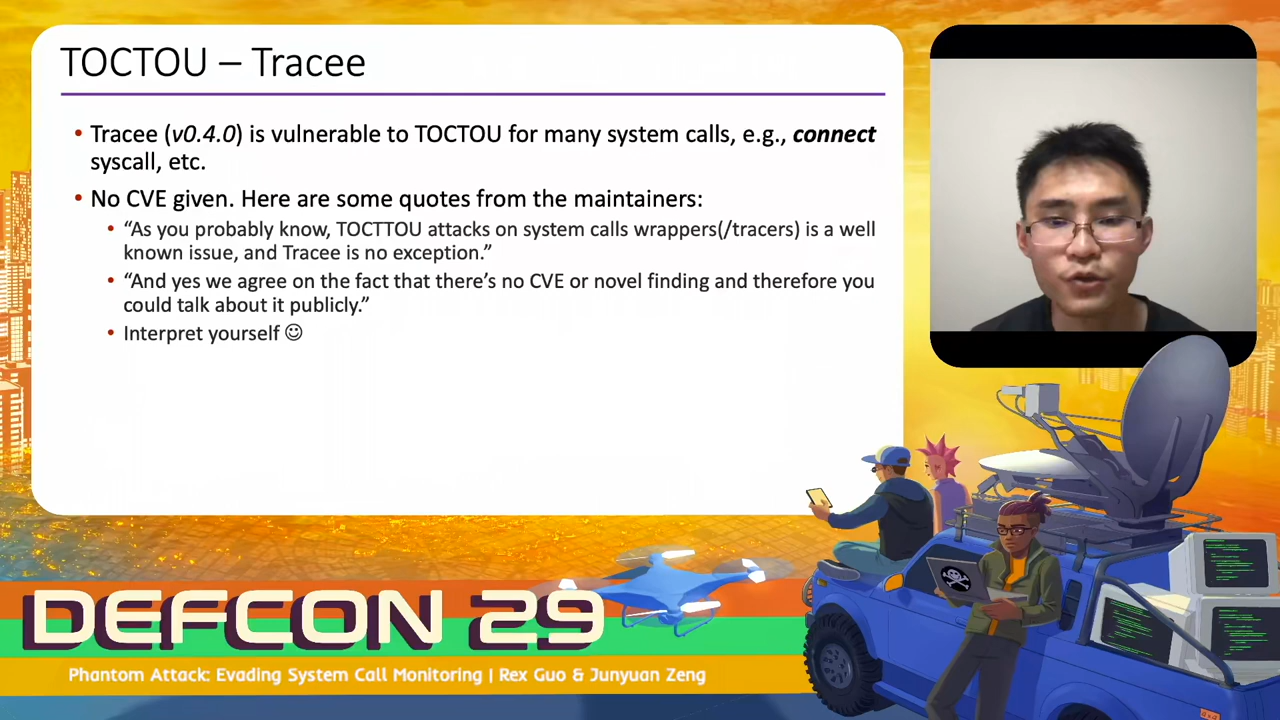 TOCTOU – Tracee
• Tracee (v0.4.0) is vulnerable to TOCTOU for many system calls, e.g., connect
syscall, etc.
• No CVE given. Here are some quotes from the maintainers:
• “As you probably know, TOCTTOU attacks on system calls wrappers(/tracers) is a well
known issue, and Tracee is no exception.”
• “And yes we agree on the fact that there’s no CVE or novel finding and therefore you
could talk about it publicly.”
• Interpret yourself ☺
DEFCON 29
Phantom Attack: Evading System Call Monitoring | Rex Guo & Junyuan Zeng